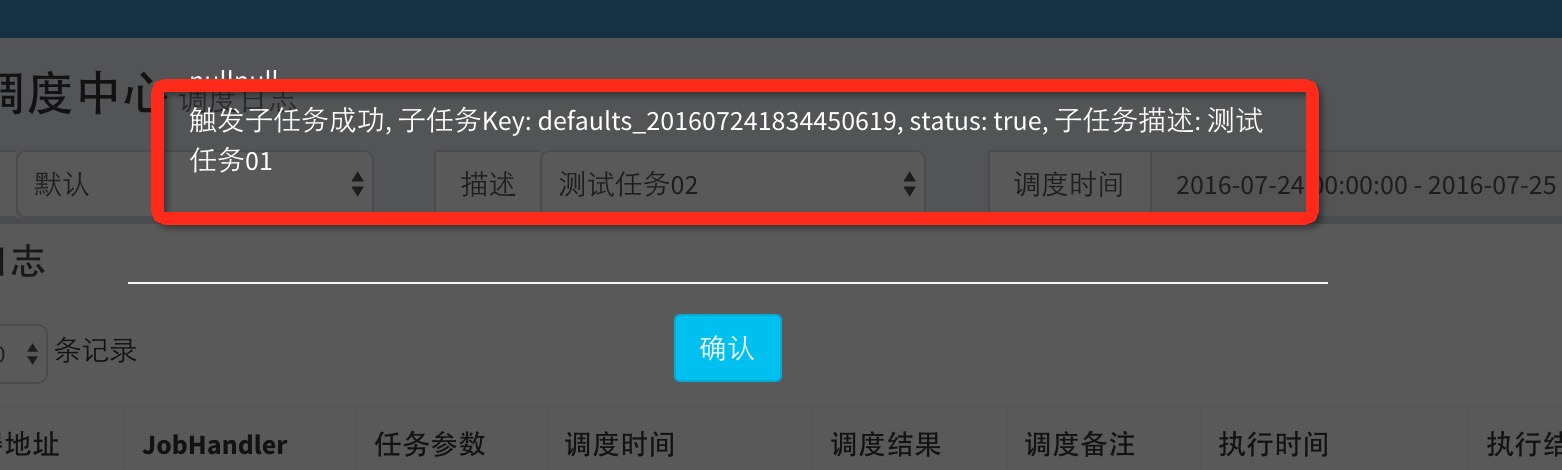 调度中心 调度日志
nullnull
触发子任务成功, 子任务Key: defaults_201607241834450619, status: true, 子任务描述: 测试
任务01
默认 描述 测试任务02 调度时间 2016-07-24 00:00:00 - 2016-07-25
日志
确认
0 条记录
地址 JobHandler 任务参数 调度时间 调度结果 调度备注 执行时间 执行结